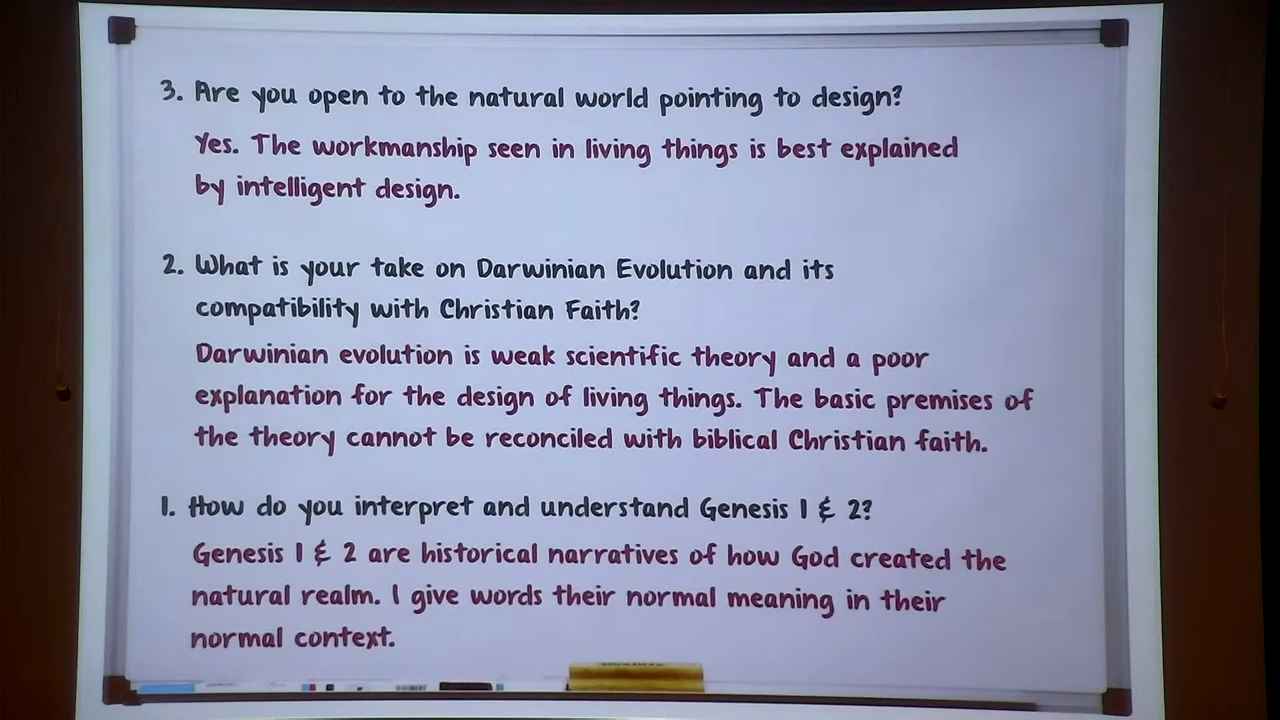 3. Are you open to the natural world pointing to design?
Yes. The workmanship seen in living things is best explained
by intelligent design.
2. What is your take on Darwinian Evolution and its
compatibility with Christian Faith?
Darwinian evolution is weak scientific theory and a poor
explanation for the design of living things. The basic premises of
the theory cannot be reconciled with biblical Christian faith.
1. How do you interpret and understand Genesis 1 & 2?
Genesis 1 & 2 are historical narratives of how God created the
natural realm. I give words their normal meaning in their
normal context.